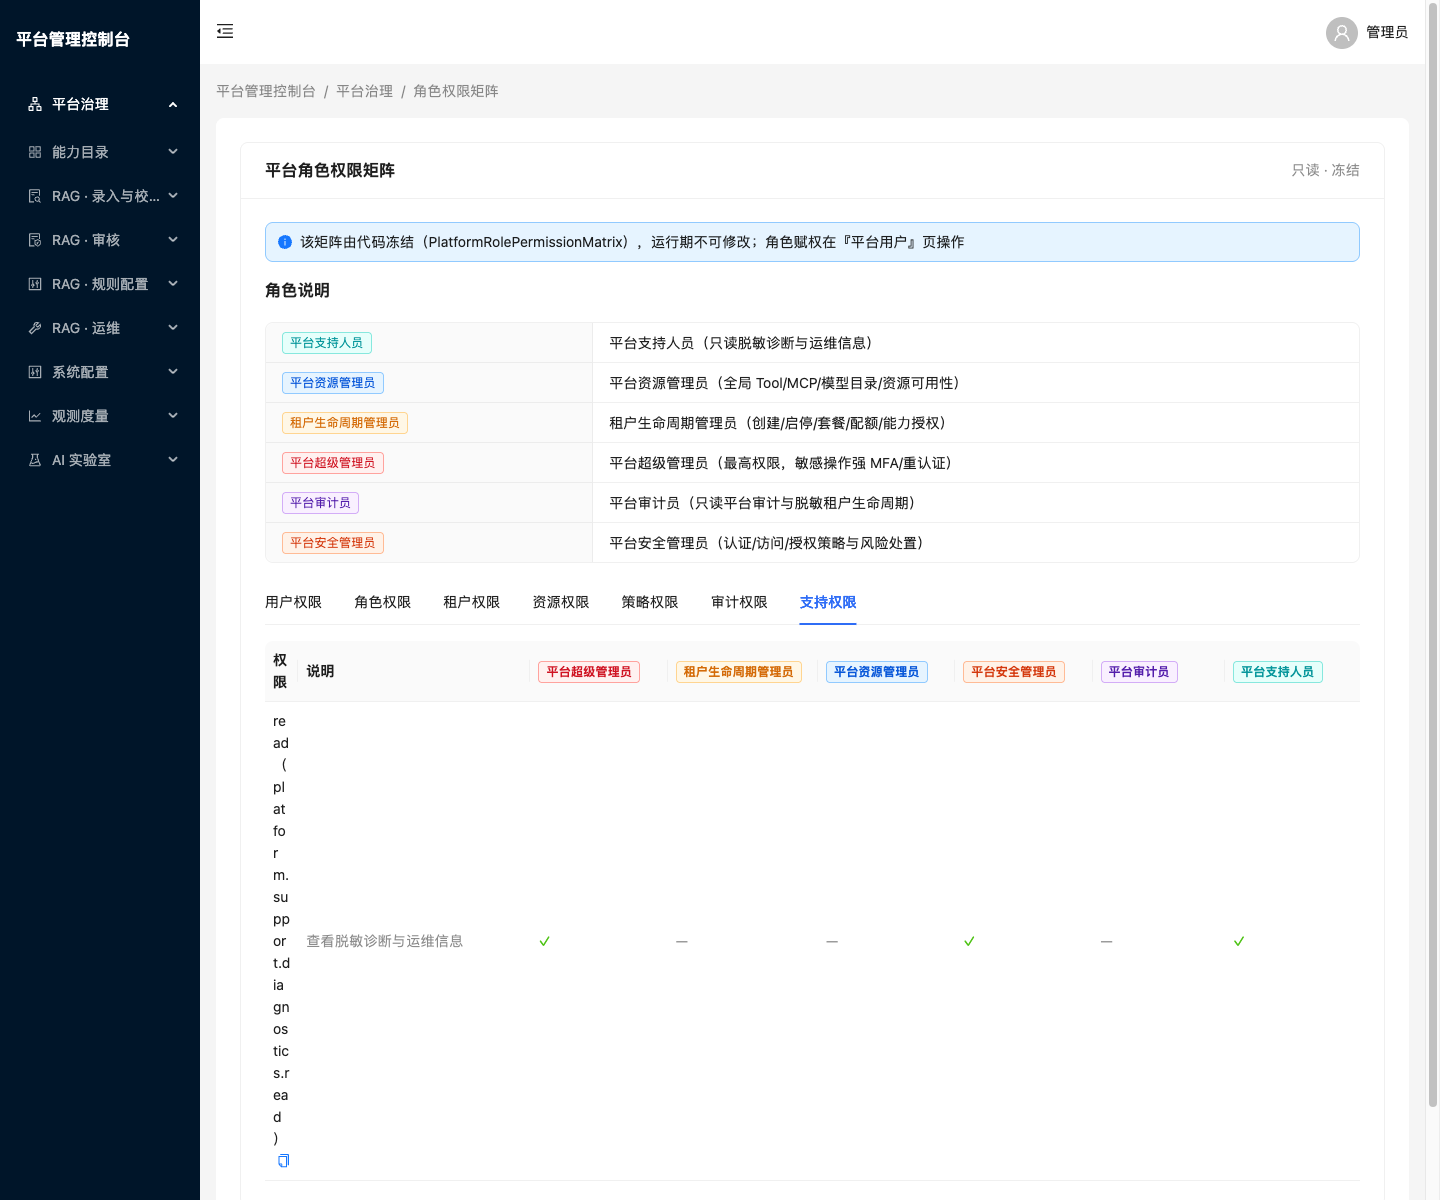 平台管理控制台
管理员
平台治理
能力目录
RAG · 录入与校...
RAG · 审核
RAG · 规则配置
RAG · 运维
系统配置
观测度量
AI 实验室
平台管理控制台 / 平台治理 / 角色权限矩阵
平台角色权限矩阵
只读 · 冻结
该矩阵由代码冻结（PlatformRolePermissionMatrix），运行期不可修改；角色赋权在『平台用户』页操作
角色说明
平台支持人员 平台支持人员（只读脱敏诊断与运维信息）
平台资源管理员 平台资源管理员（全局 Tool/MCP/模型目录/资源可用性）
租户生命周期管理员 租户生命周期管理员（创建/启停/套餐/配额/能力授权）
平台超级管理员 平台超级管理员（最高权限，敏感操作强 MFA/重认证）
平台审计员 平台审计员（只读平台审计与脱敏租户生命周期）
平台安全管理员 平台安全管理员（认证/访问/授权策略与风险处置）
用户权限 角色权限 租户权限 资源权限 策略权限 审计权限 支持权限
权
限
说明 平台超级管理员 租户生命周期管理员 平台资源管理员 平台安全管理员 平台审计员 平台支持人员
re
ad
（
pl
at
fo
r
m.
su
pp
or
t.d
ia
gn
os
tic
s.r
ea
d
）
查看脱敏诊断与运维信息 ✓ — — ✓ — ✓